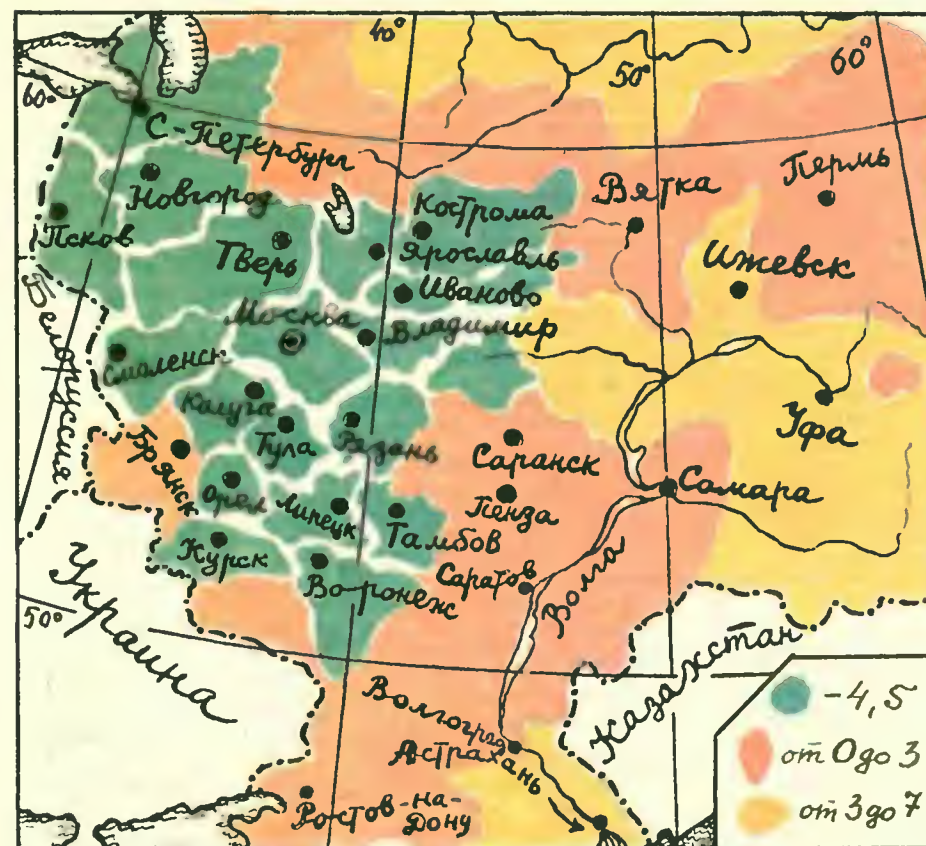 40°
50°
60°
60°
С-Петербург
Новгород
Псков
Тверь
Кострома
Ярославль
Иваново
Вятка
Пермь
Ижевск
Москва
Владимир
Смоленск
Белоруссия
Калуга
Тула
Рязань
Брянск
Орел
Липецк
Тамбов
Саранск
Пенза
Самара
Уфа
Курск
Воронеж
Саратов
Волга
50°
Украина
Казахстан
Волгоград
Астрахань
Ростов-на-
Дону
-4,5
от 0 до 3
от 3 до 7